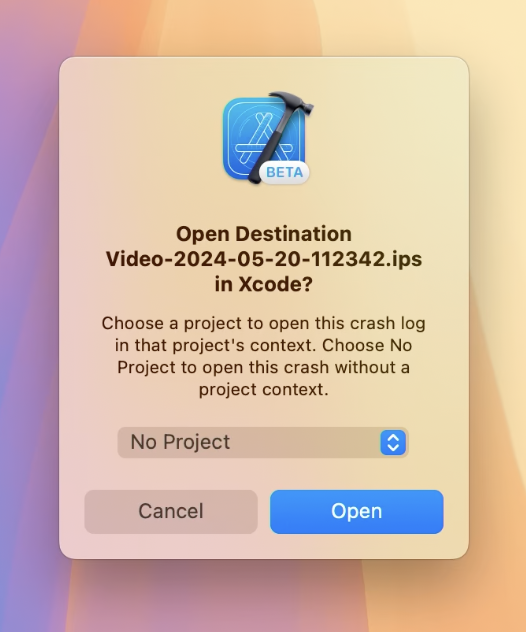 BETA
Open Destination
Video-2024-05-20-112342.ips
in Xcode?
Choose a project to open this crash log
in that project's context. Choose No
Project to open this crash without a
project context.
No Project
Cancel
Open